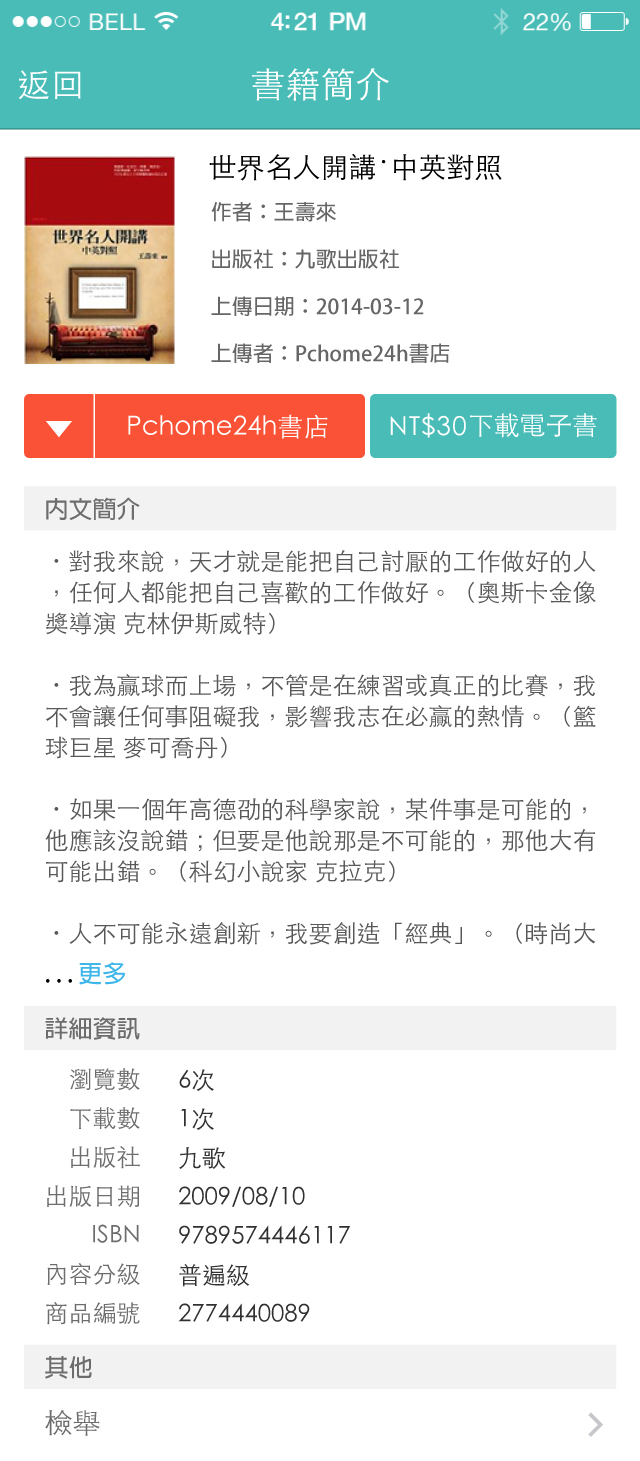 BELL 4:21 PM 22%
返回 書籍簡介
世界名人開講
中英對照
王壽來
世界名人開講˙中英對照
作者：王壽來
出版社：九歌出版社
上傳日期：2014-03-12
上傳者：Pchome24h書店
Pchome24h書店 NT$30下載電子書
內文簡介
．對我來說，天才就是能把自己討厭的工作做好的人
，任何人都能把自己喜歡的工作做好。（奧斯卡金像
獎導演 克林伊斯威特）
．我為贏球而上場，不管是在練習或真正的比賽，我
不會讓任何事阻礙我，影響我志在必贏的熱情。（籃
球巨星 麥可喬丹）
．如果一個年高德劭的科學家說，某件事是可能的，
他應該沒說錯；但要是他說那是不可能的，那他大有
可能出錯。（科幻小說家 克拉克）
．人不可能永遠創新，我要創造「經典」。（時尚大
...更多
詳細資訊
瀏覽數 6次
下載數 1次
出版社 九歌
出版日期 2009/08/10
ISBN 9789574446117
內容分級 普遍級
商品編號 2774440089
其他
檢舉